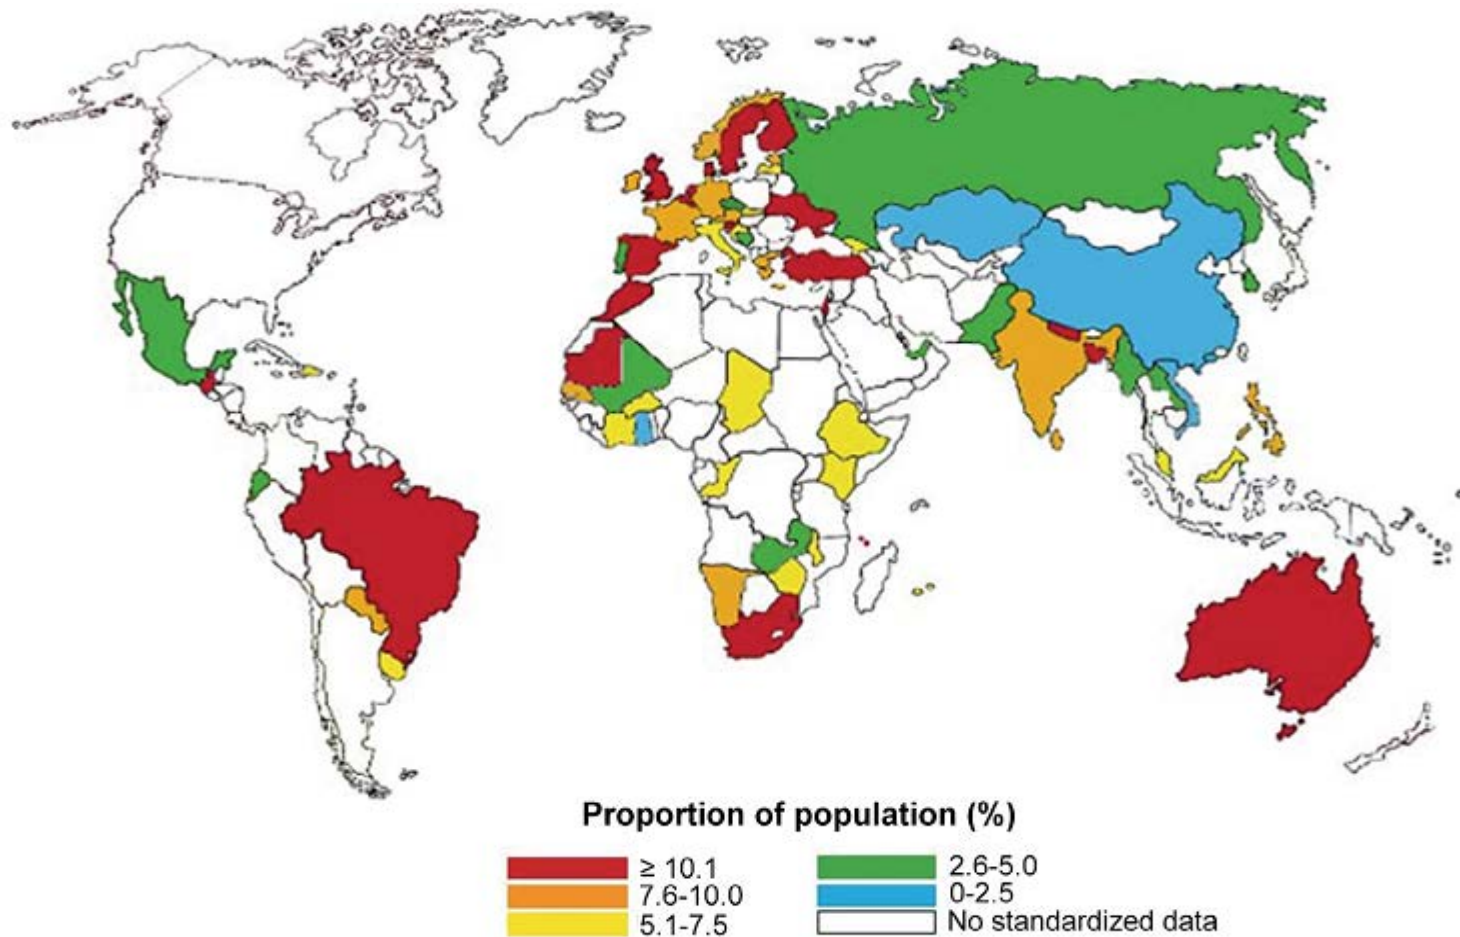 Proportion of population (%)
≥ 10.1
7.6-10.0
5.1-7.5
2.6-5.0
0-2.5
No standardized data